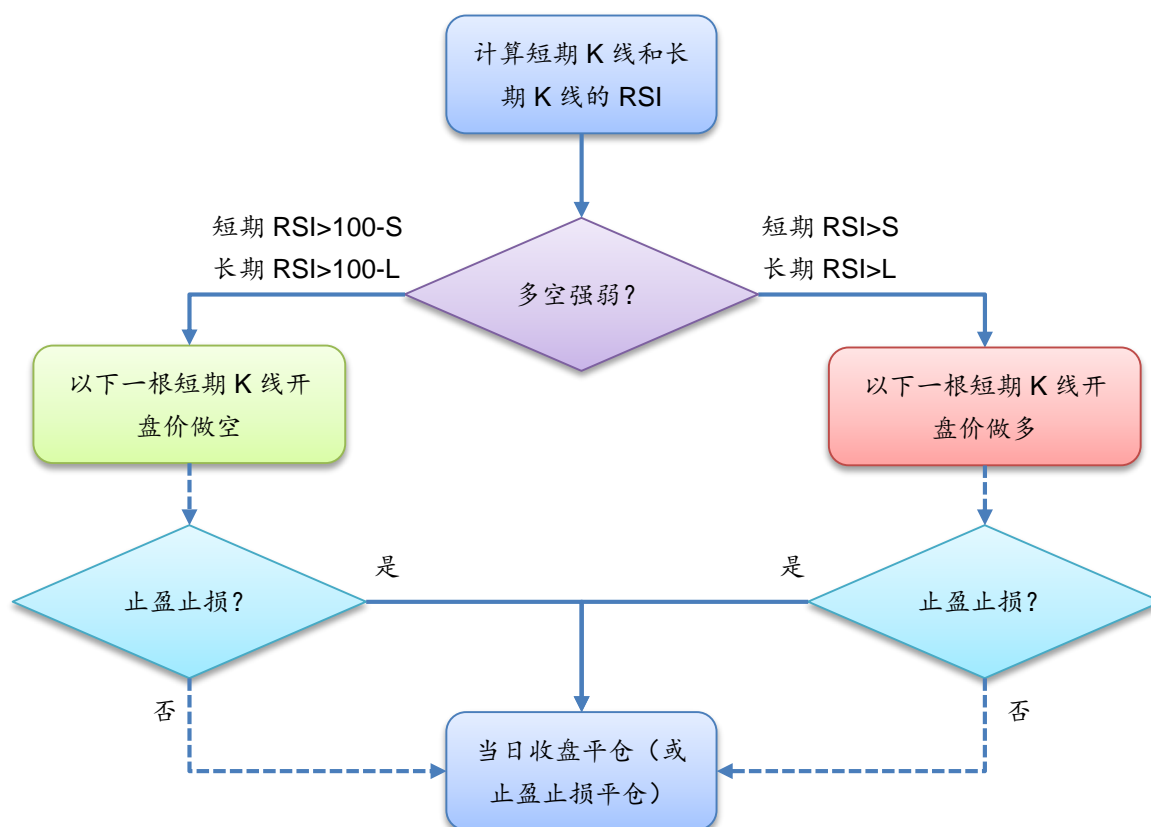 计算短期 K 线和长
期 K 线的 RSI
短期 RSI>100-S
长期 RSI>100-L
短期 RSI>S
长期 RSI>L
多空强弱?
以下一根短期 K 线开
盘价做空
以下一根短期 K 线开
盘价做多
是
是
止盈止损?
止盈止损?
否
否
当日收盘平仓（或
止盈止损平仓）